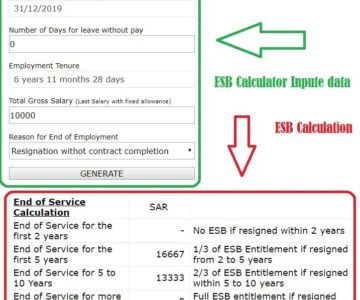 31/12/2019
Number of Days for leave without pay
0
Employment Tenure
6 years 11 months 28 days
Total Gross Salary (Last Salary with fixed allowance)
10000
Reason for End of Employment
Resignation withot contract completion
GENERATE
ESB Calculator Inpute data
ESB Calculation
End of Service
Calculation
SAR
End of Service for the
first 2 years
-
No ESB if resigned within 2 years
End of Service for the
first 5 years
16667
1/3 of ESB Entitlement if resigned
from 2 to 5 years
End of Service for 5 to
10 Years
13333
2/3 of ESB Entitlement if resigned
within 5 to 10 years
End of Service for more
Full ESB entitlement if resigned